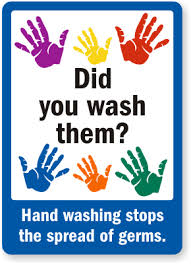 Did
you wash
them?
Hand washing stops
the spread of germs.